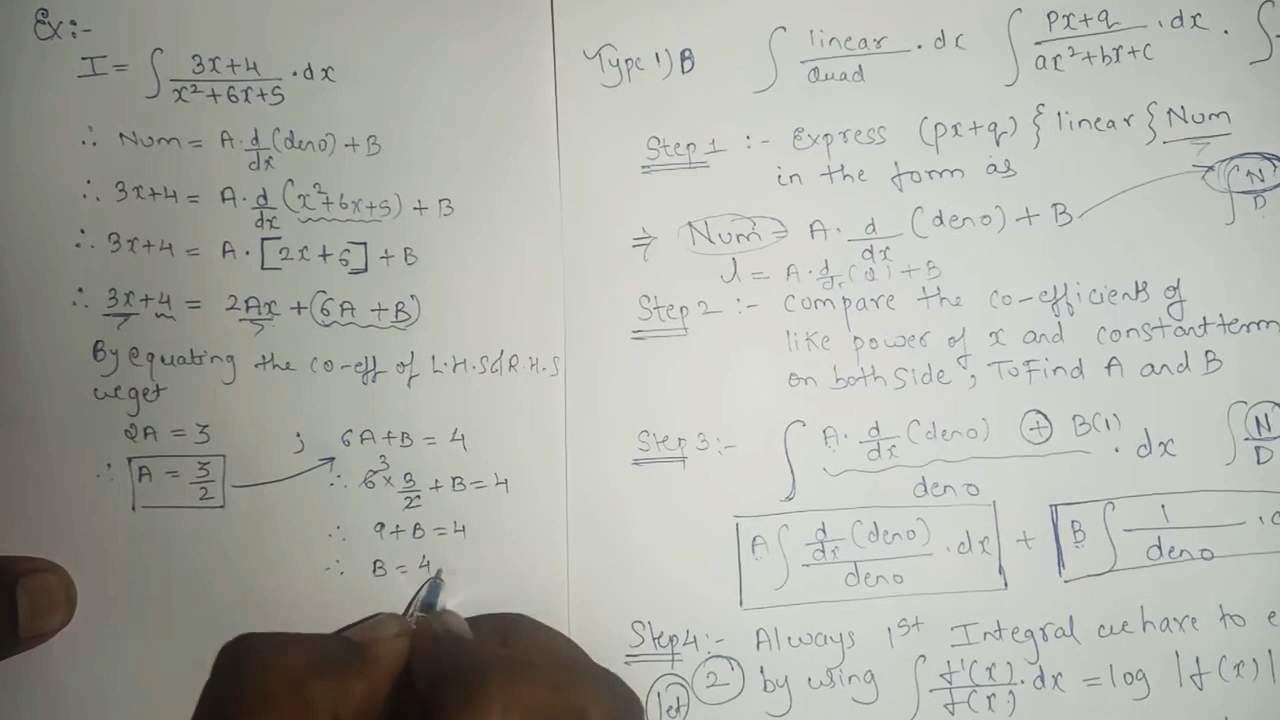 Ex:-
I = ∫ 3x+4 / x²+6x+5 . dx
∴ Num = A. d/dx (deno) + B
∴ 3x+4 = A. d/dx (x²+6x+5) + B
∴ 3x+4 = A. [2x+6] + B
∴ 3x+4 = 2Ax + (6A + B)
By equating the co-eff of L.H.S & R.H.S
we get
2A = 3 ; 6A+B = 4
∴ A = 3/2
∴ 6 3 × 3/2 + B = 4
∴ 9+B = 4
∴ B = 4
Type 1) B ∫ linear / Quad . dx ∫ px+q / ax²+bx+c . dx . ∫
Step 1 :- Express (px+q) {linear} Num
in the form as
∫ N/D
⇒ Num = A. d/dx (deno) + B
Step 2 :- Compare the co-efficients of
like power of x and constant term
on both side, To Find A and B
Step 3:- ∫ A. d/dx (deno) + B(1) / deno . dx ∫ N/D
A ∫ d/dx (deno) / deno . dx + B ∫ 1 / deno .
Step 4:- Always 1st Integral we have to
2 by using ∫ f'(x) / f(x) . dx = log |f(x)|
let